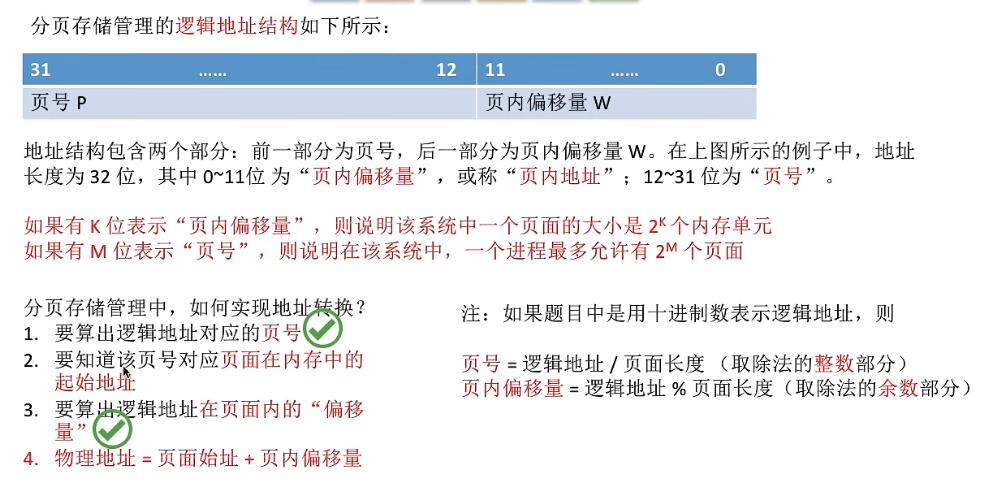 分页存储管理的逻辑地址结构如下所示：
31 …… 12 11 …… 0
页号 P 页内偏移量 W
地址结构包含两个部分：前一部分为页号，后一部分为页内偏移量 W。在上图所示的例子中，地址
长度为 32 位，其中 0~11位 为“页内偏移量”，或称“页内地址”；12~31 位为“页号”。
如果有 K 位表示“页内偏移量”，则说明该系统中一个页面的大小是 2ᴷ 个内存单元
如果有 M 位表示“页号”，则说明在该系统中，一个进程最多允许有 2ᴹ 个页面
分页存储管理中，如何实现地址转换？
1. 要算出逻辑地址对应的页号
2. 要知道该页号对应页面在内存中的
起始地址
3. 要算出逻辑地址在页面内的“偏移
量”
4. 物理地址 = 页面始址 + 页内偏移量
注：如果题目中是用十进制数表示逻辑地址，则
页号 = 逻辑地址 / 页面长度 （取除法的整数部分）
页内偏移量 = 逻辑地址 % 页面长度（取除法的余数部分）